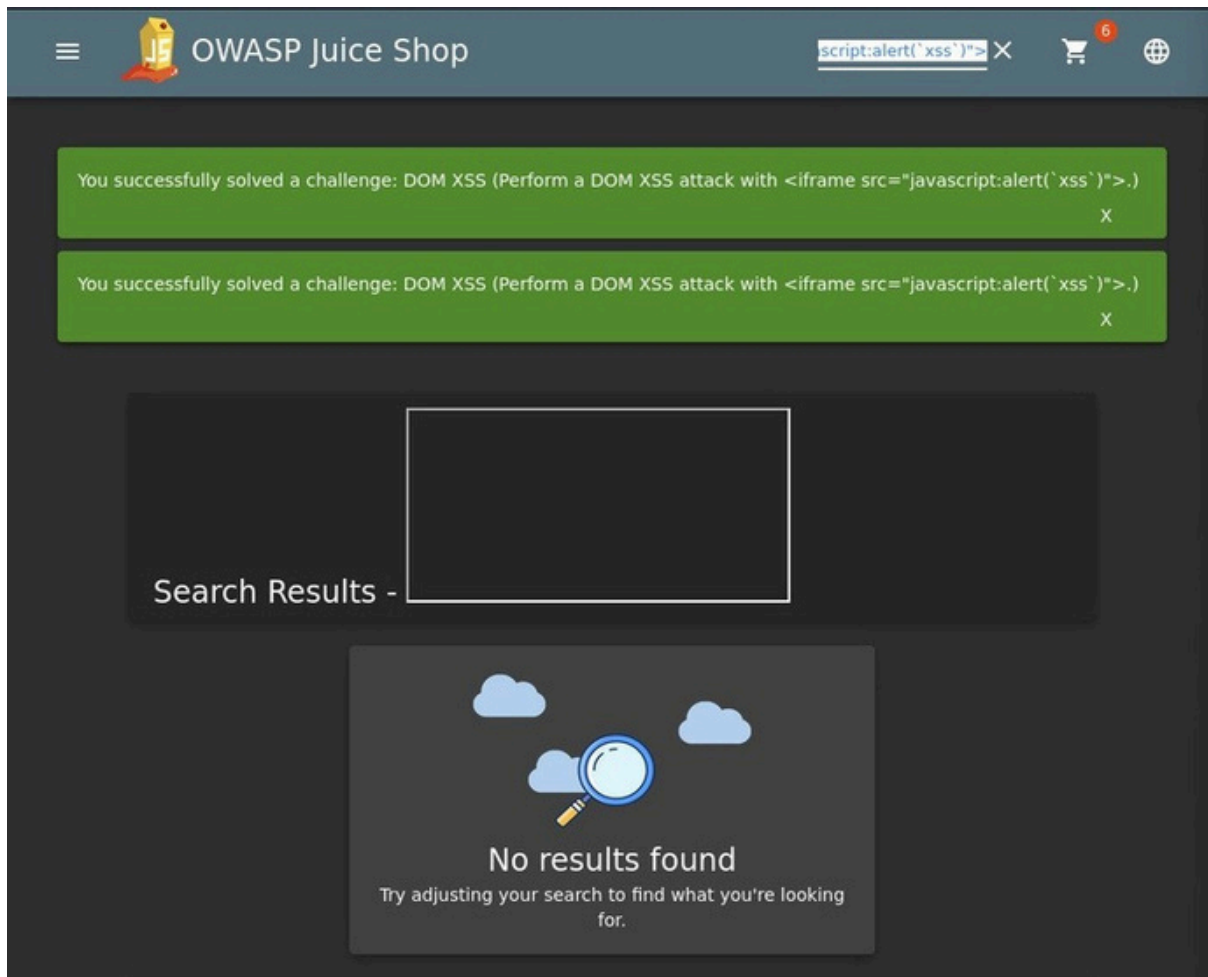 JS
OWASP Juice Shop
script:alert(`xss`)">
6
You successfully solved a challenge: DOM XSS (Perform a DOM XSS attack with <iframe src="javascript:alert(`xss`)">.)
X
You successfully solved a challenge: DOM XSS (Perform a DOM XSS attack with <iframe src="javascript:alert(`xss`)">.)
X
Search Results -
No results found
Try adjusting your search to find what you're looking
for.